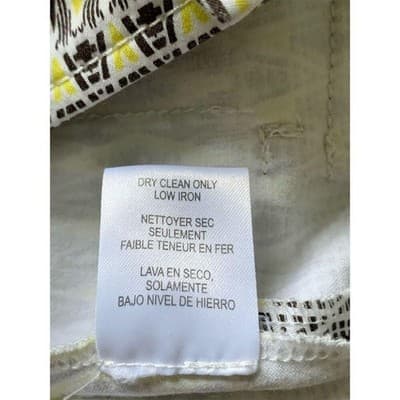 DRY CLEAN ONLY
LOW IRON
NETTOYER SEC
SEULEMENT
FAIBLE TENEUR EN FER
LAVA EN SECO,
SOLAMENTE
BAJO NIVEL DE HIERRO